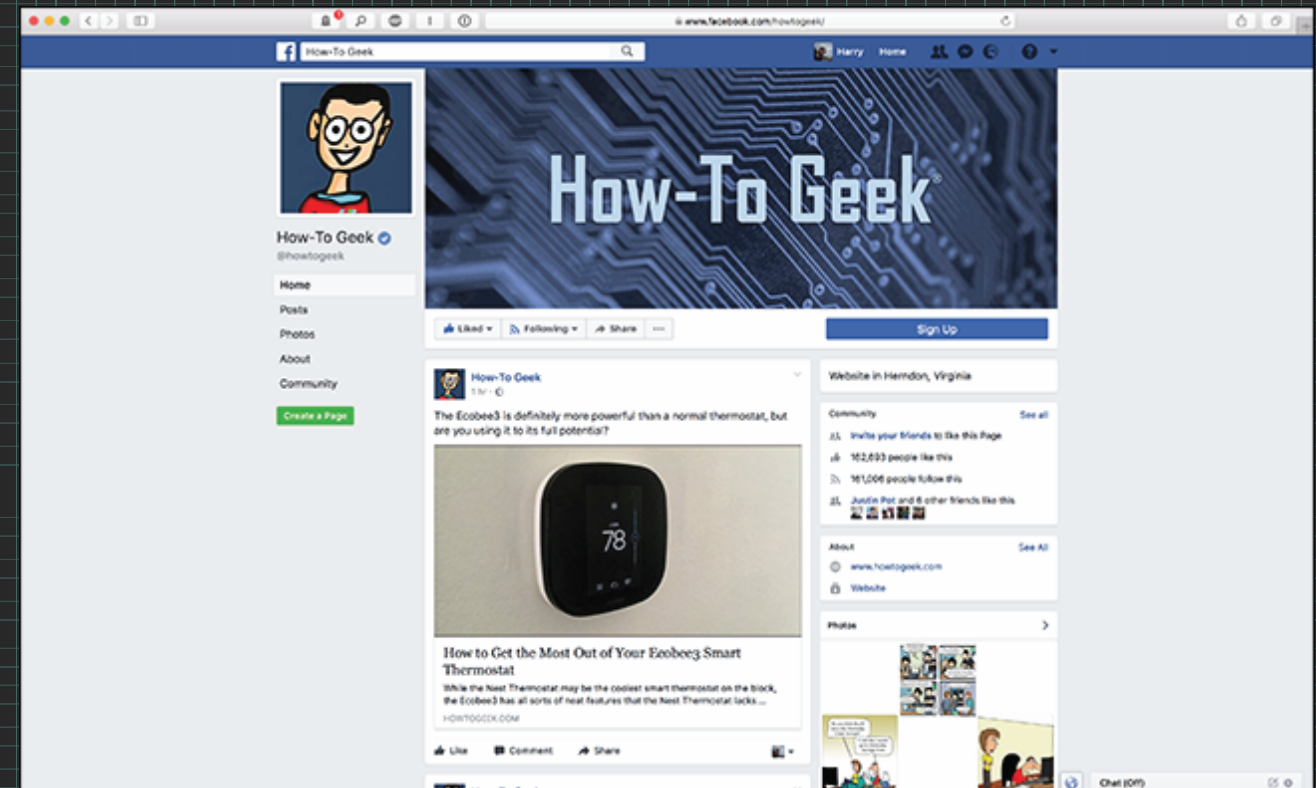 www.facebook.com/howtogeek/
How-To Geek
Harry
Home
How-To Geek®
How-To Geek
@howtogeek
Home
Posts
Photos
About
Community
Create a Page
Liked
Following
Share
Sign Up
How-To Geek
1 hr
The Ecobee3 is definitely more powerful than a normal thermostat, but
are you using it to its full potential?
78
How to Get the Most Out of Your Ecobee3 Smart
Thermostat
While the Nest Thermostat may be the coolest smart thermostat on the block,
the Ecobee3 has all sorts of neat features that the Nest Thermostat lacks ...
HOWTOGEEK.COM
Like
Comment
Share
Website in Herndon, Virginia
Community
See all
Invite your friends to like this Page
162,693 people like this
161,006 people follow this
Justin Pot and 6 other friends like this
About
See All
www.howtogeek.com
Website
Photos
Chat (Off)